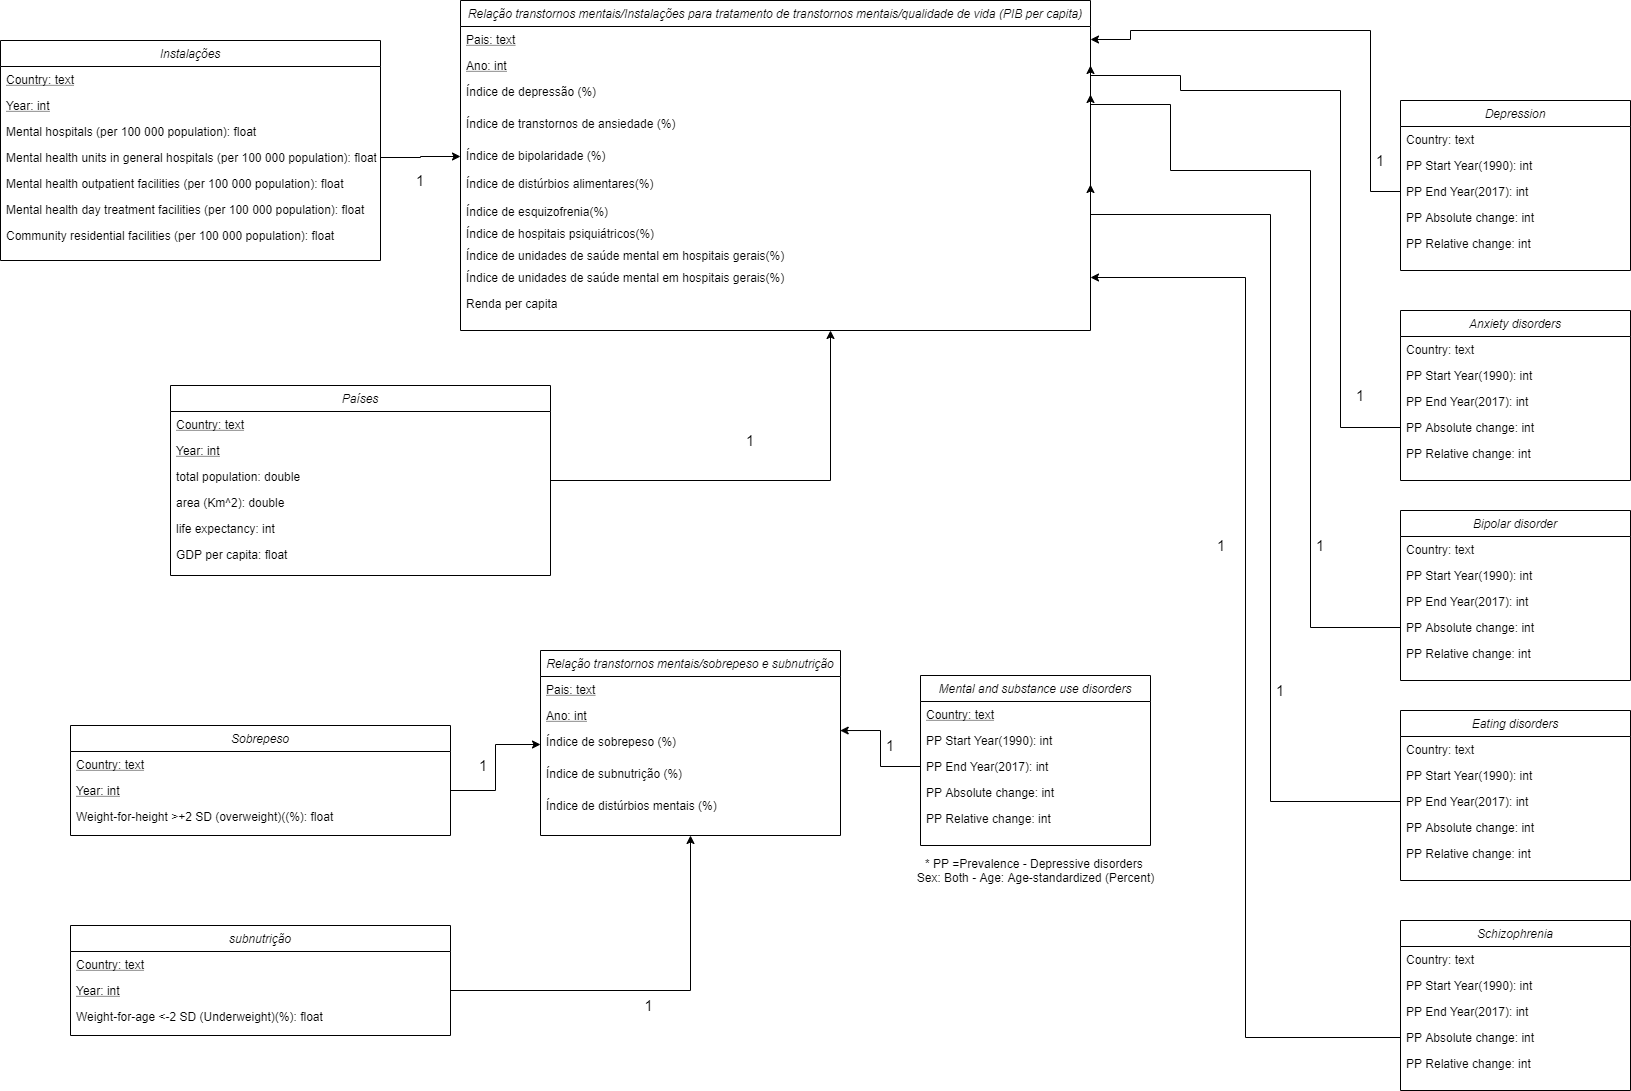 Relação transtornos mentais/Instalações para tratamento de transtornos mentais/qualidade de vida (PIB per capita)
Pais: text
Ano: int
Índice de depressão (%)
Índice de transtornos de ansiedade (%)
Índice de bipolaridade (%)
Índice de distúrbios alimentares(%)
Índice de esquizofrenia(%)
Índice de hospitais psiquiátricos(%)
Índice de unidades de saúde mental em hospitais gerais(%)
Índice de unidades de saúde mental em hospitais gerais(%)
Renda per capita
Instalações
Country: text
Year: int
Mental hospitals (per 100 000 population): float
Mental health units in general hospitals (per 100 000 population): float
Mental health outpatient facilities (per 100 000 population): float
Mental health day treatment facilities (per 100 000 population): float
Community residential facilities (per 100 000 population): float
1
Depression
Country: text
PP Start Year(1990): int
PP End Year(2017): int
PP Absolute change: int
PP Relative change: int
1
Anxiety disorders
Country: text
PP Start Year(1990): int
PP End Year(2017): int
PP Absolute change: int
PP Relative change: int
1
Países
Country: text
Year: int
total population: double
area (Km^2): double
life expectancy: int
GDP per capita: float
1
Bipolar disorder
Country: text
PP Start Year(1990): int
PP End Year(2017): int
PP Absolute change: int
PP Relative change: int
1
1
Eating disorders
Country: text
PP Start Year(1990): int
PP End Year(2017): int
PP Absolute change: int
PP Relative change: int
1
Relação transtornos mentais/sobrepeso e subnutrição
Pais: text
Ano: int
Índice de sobrepeso (%)
Índice de subnutrição (%)
Índice de distúrbios mentais (%)
Mental and substance use disorders
Country: text
PP Start Year(1990): int
PP End Year(2017): int
PP Absolute change: int
PP Relative change: int
1
* PP =Prevalence - Depressive disorders
Sex: Both - Age: Age-standardized (Percent)
Sobrepeso
Country: text
Year: int
Weight-for-height >+2 SD (overweight)((%): float
1
subnutrição
Country: text
Year: int
Weight-for-age <-2 SD (Underweight)(%): float
1
Schizophrenia
Country: text
PP Start Year(1990): int
PP End Year(2017): int
PP Absolute change: int
PP Relative change: int